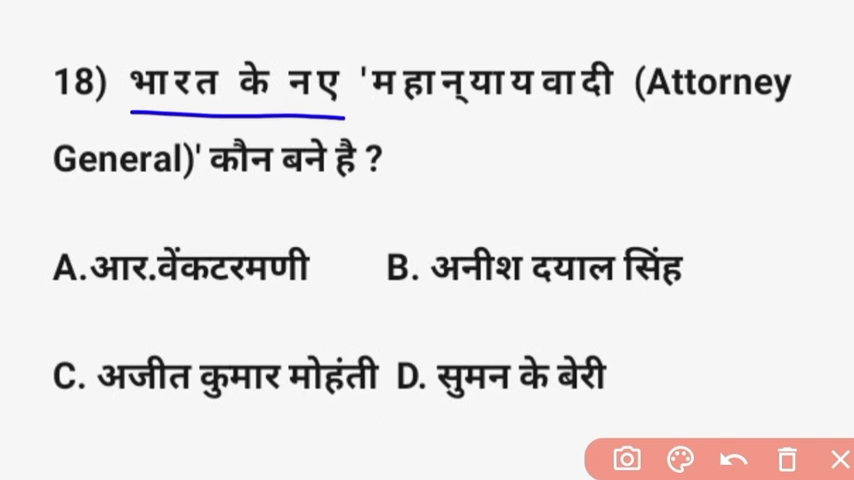 18) भारत के नए 'महान्यायवादी (Attorney
General)' कौन बने है ?
A.आर.वेंकटरमणी B. अनीश दयाल सिंह
C. अजीत कुमार मोहंती D. सुमन के बेरी